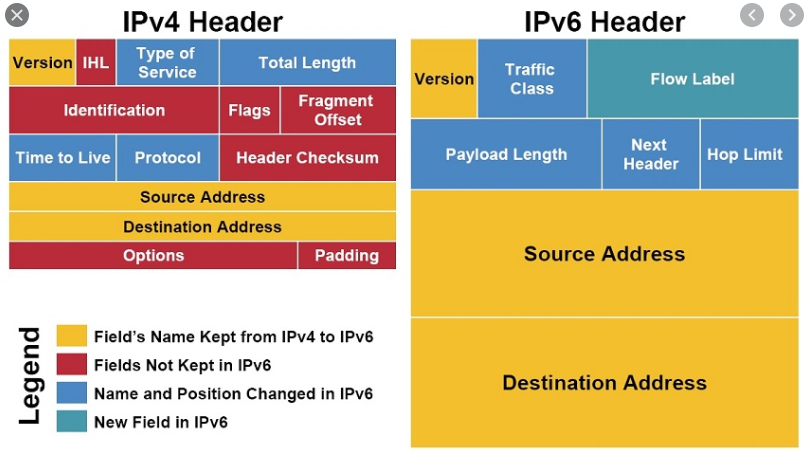 IPv4 Header
Version IHL Type of Service Total Length
Identification Flags Fragment Offset
Time to Live Protocol Header Checksum
Source Address
Destination Address
Options Padding
IPv6 Header
Version Traffic Class Flow Label
Payload Length Next Header Hop Limit
Source Address
Destination Address
Legend
Field's Name Kept from IPv4 to IPv6
Fields Not Kept in IPv6
Name and Position Changed in IPv6
New Field in IPv6